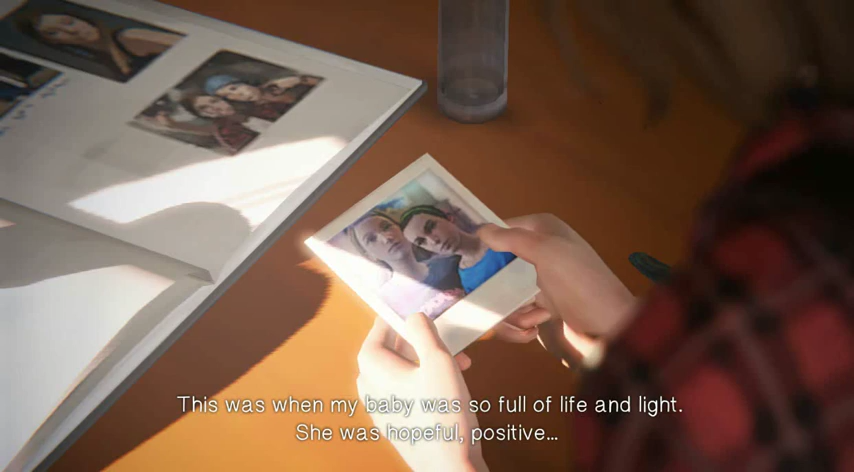 This was when my baby was so full of life and light.
She was hopeful, positive...